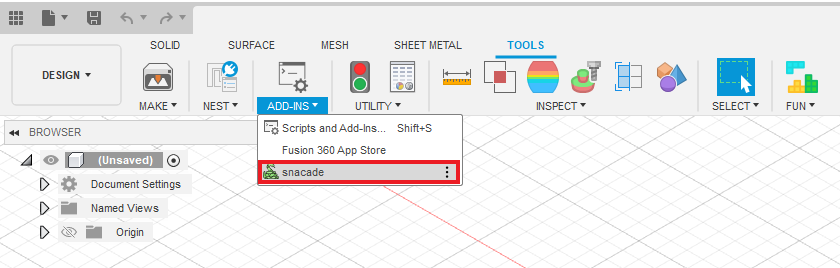 SOLID SURFACE MESH SHEET METAL TOOLS
DESIGN
MAKE NEST ADD-INS UTILITY INSPECT SELECT FUN
BROWSER
Scripts and Add-Ins... Shift+S
Fusion 360 App Store
snacade
(Unsaved)
Document Settings
Named Views
Origin